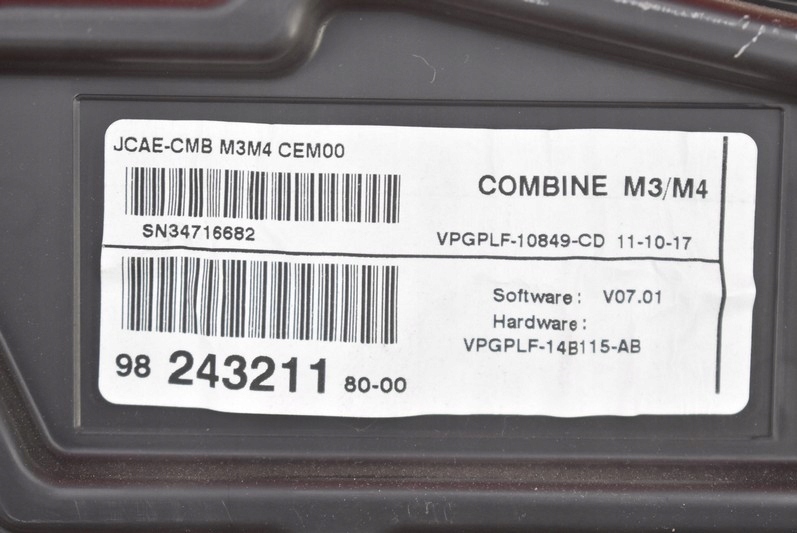 JCAE-CMB M3M4 CEM00
COMBINE M3/M4
SN34716682
VPGPLF-10849-CD 11-10-17
Software: V07.01
Hardware:
VPGPLF-14B115-AB
98 243211 80-00